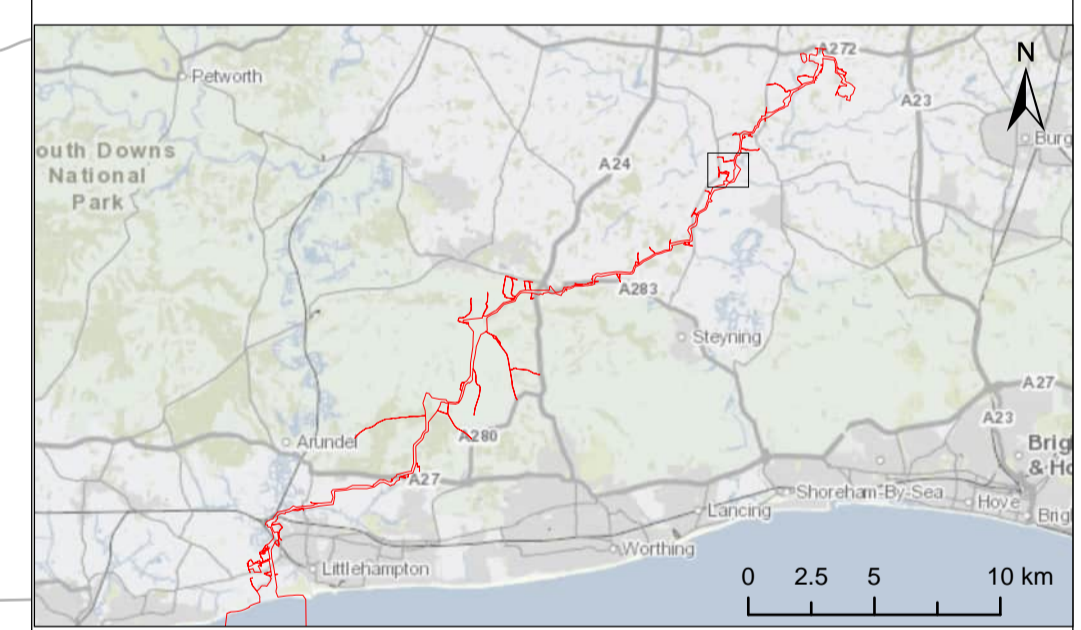 A272
N
Petworth
A23
Burg
outh Downs
National
Park
A24
A283
Steyning
A27
A23
Arundel
A280
Brig
& Ho
A27
Shoreham-By-Sea
Hove
Lancing
Brig
Worthing
Littlehampton
0 2.5 5 10 km